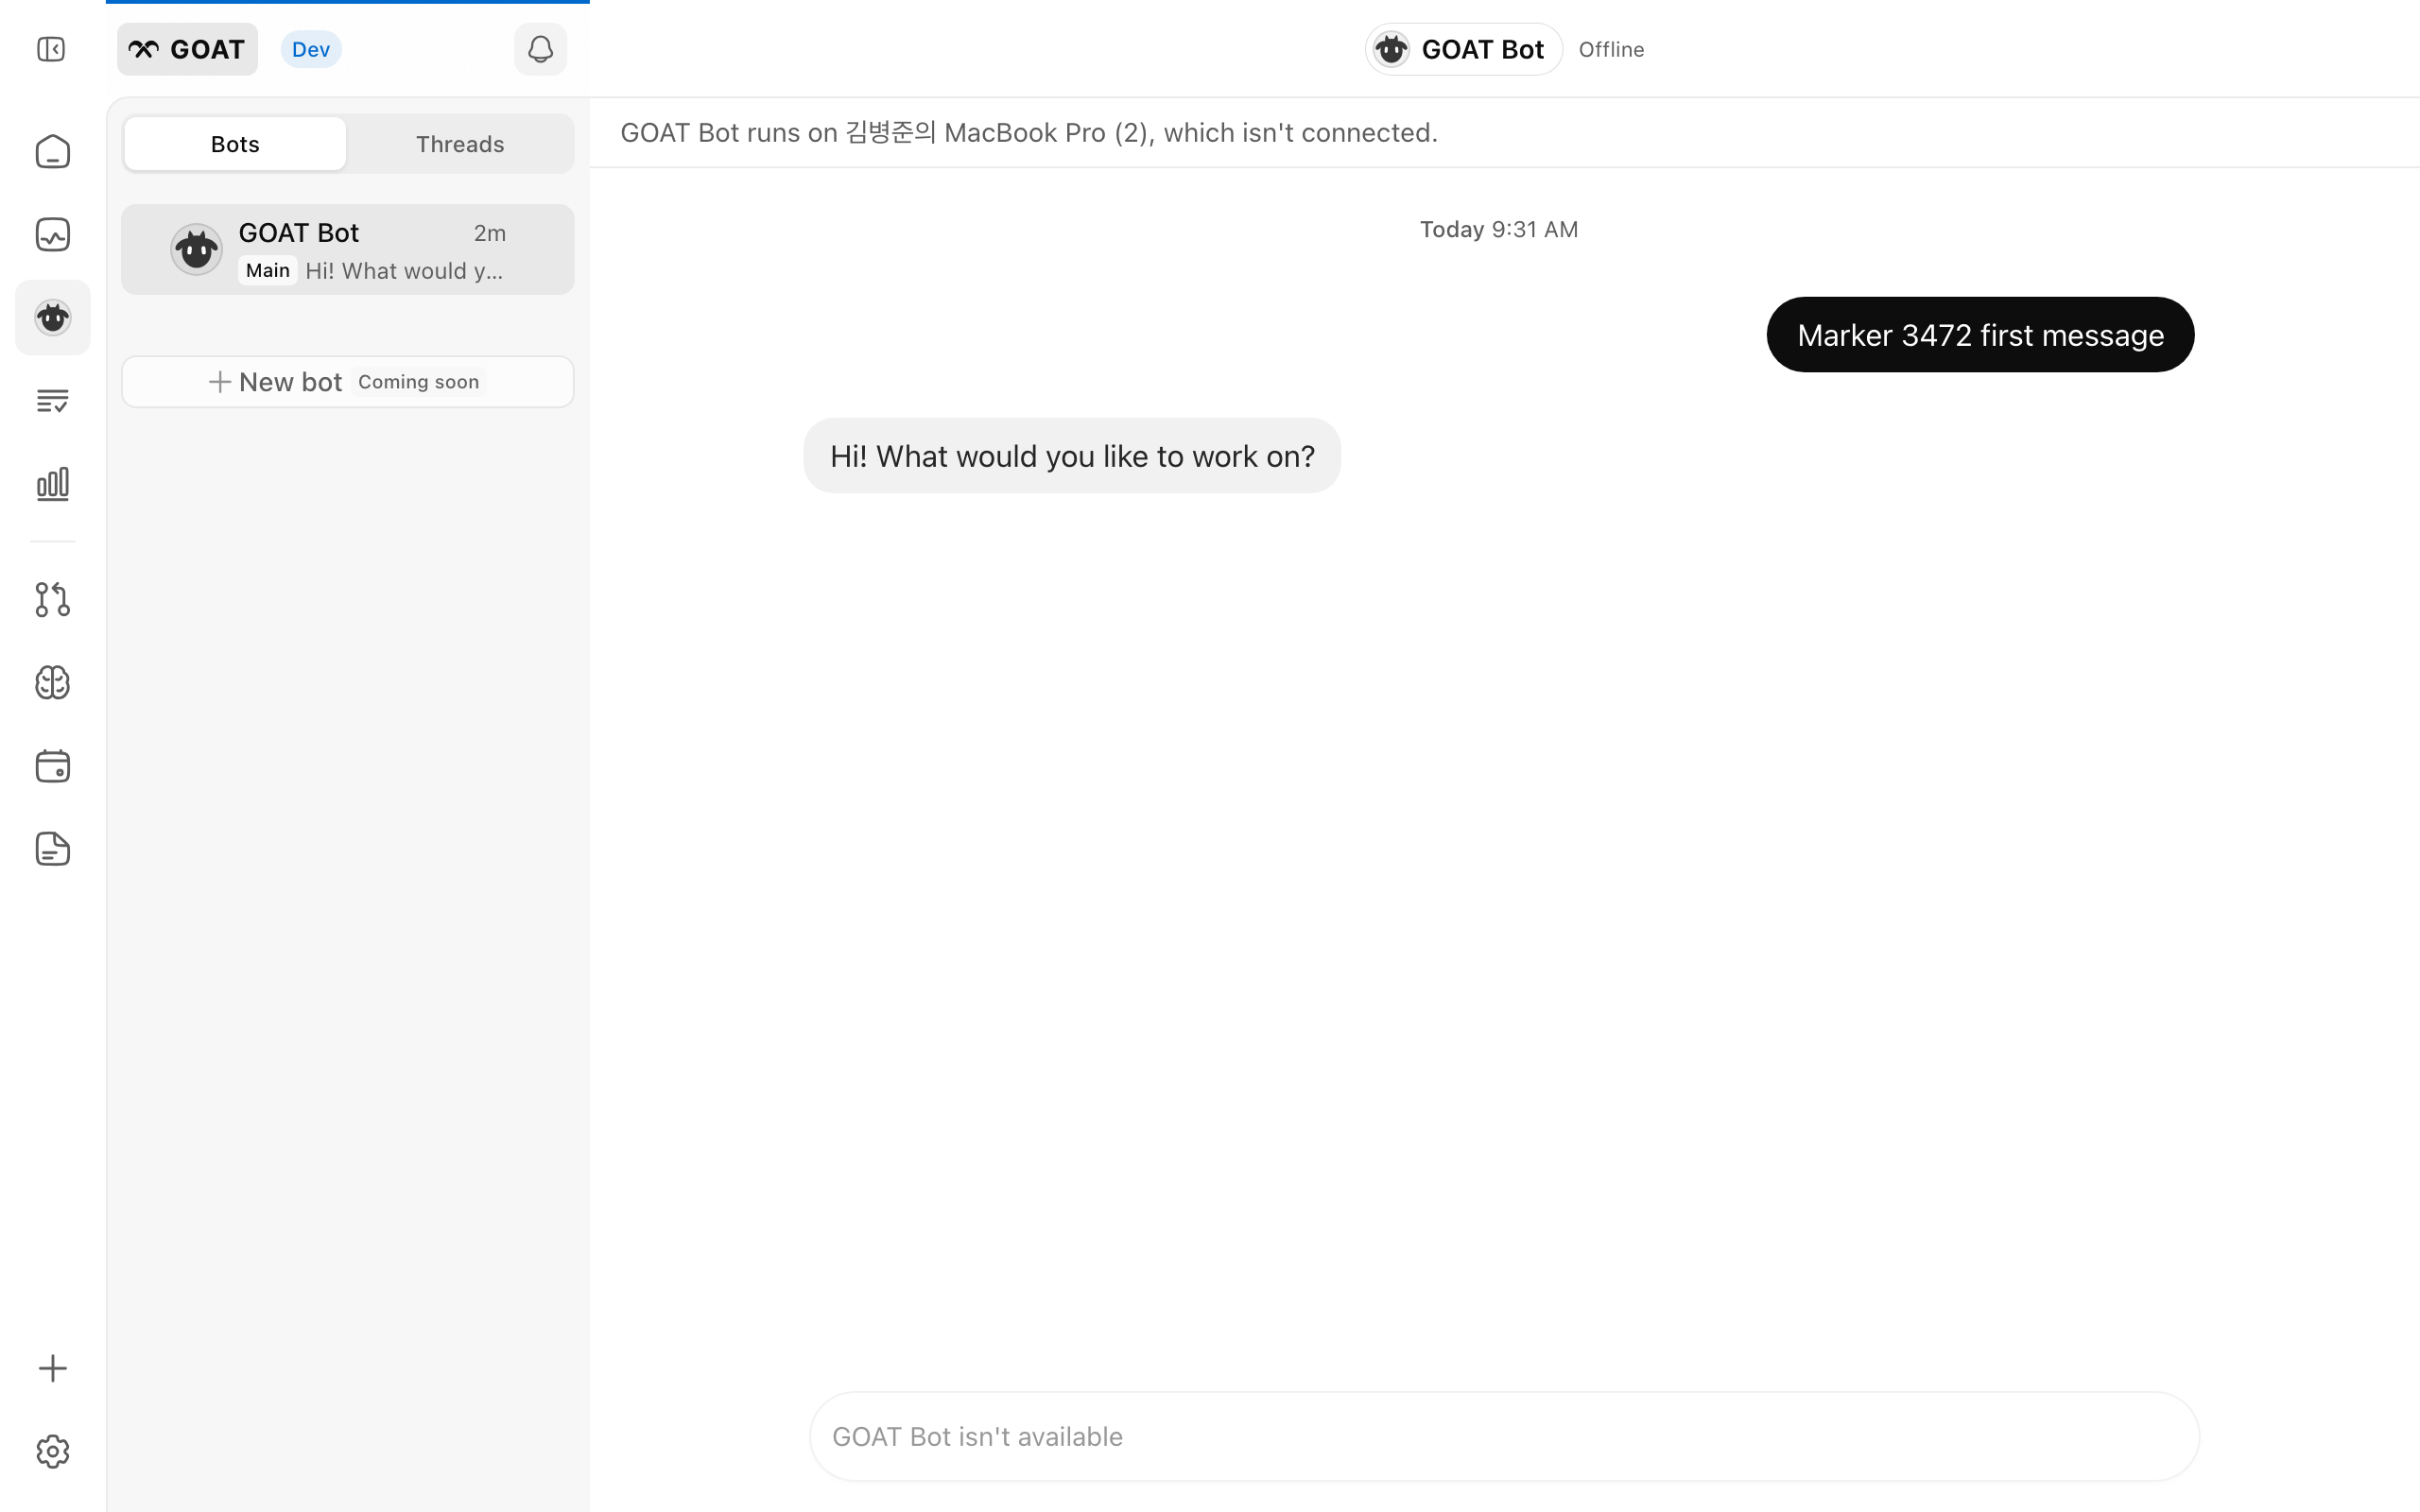 GOAT
Dev
GOAT Bot
Offline
Bots
Threads
GOAT Bot runs on 김병준의 MacBook Pro (2), which isn't connected.
GOAT Bot
2m
Main
Hi! What would y...
New bot
Coming soon
Today 9:31 AM
Marker 3472 first message
Hi! What would you like to work on?
GOAT Bot isn't available